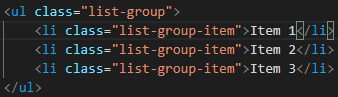 <ul class="list-group">
    <li class="list-group-item">Item 1</li>
    <li class="list-group-item">Item 2</li>
    <li class="list-group-item">Item 3</li>
</ul>